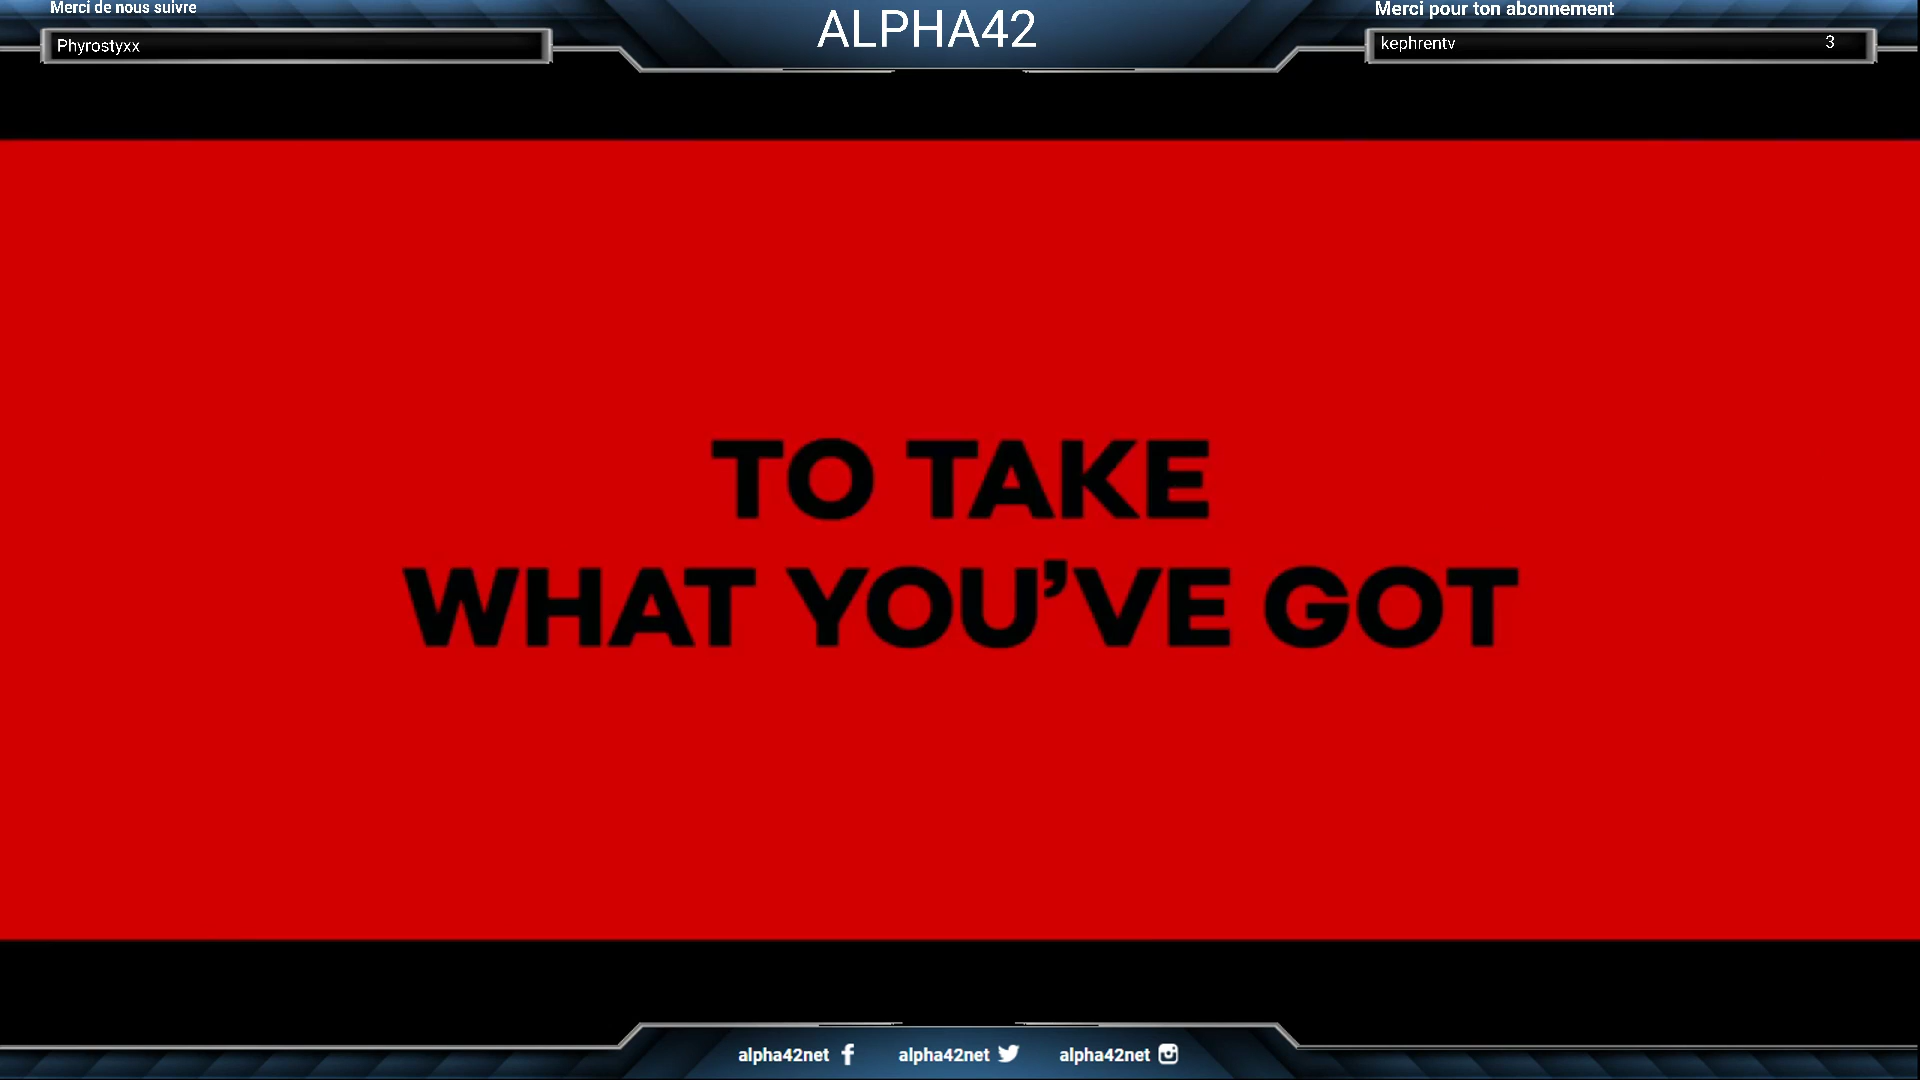 Merci de nous suivre
Phyrostyxx
ALPHA42
Merci pour ton abonnement
kephrentv 3
TO TAKE
WHAT YOU’VE GOT
alpha42net alpha42net alpha42net